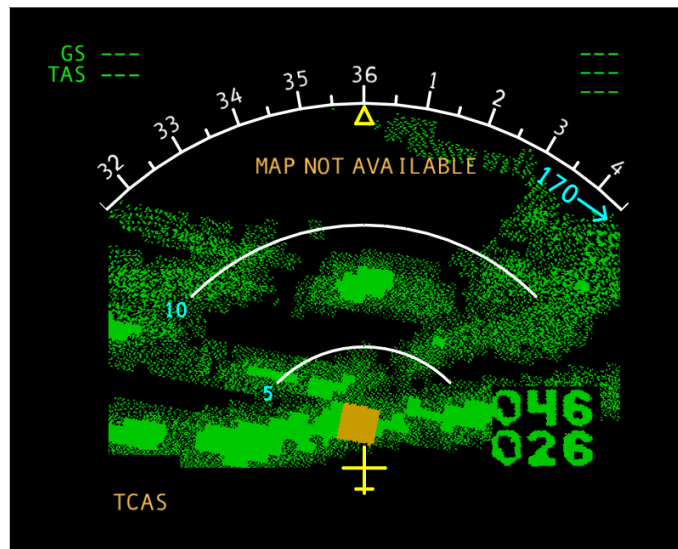 GS ---
TAS ---
---
---
---
32 33 34 35 36 1 2 3 4
MAP NOT AVAILABLE
170
10
5
046
026
TCAS